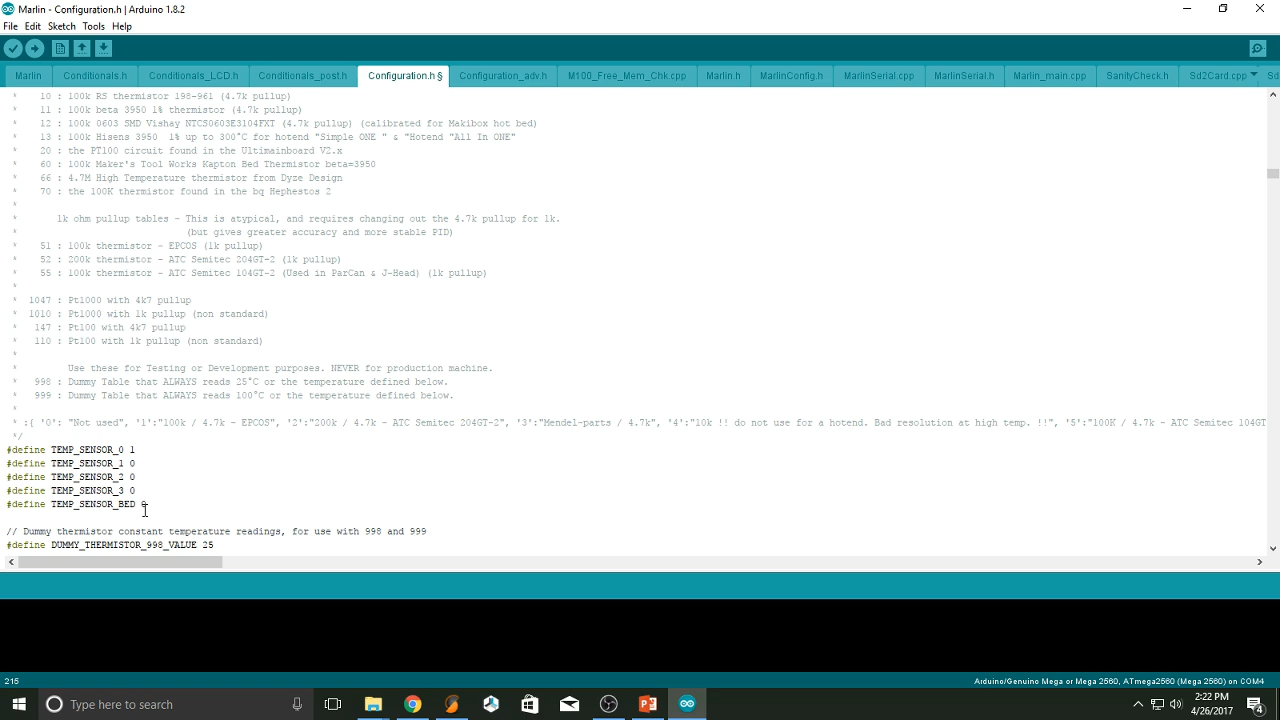 Marlin - Configuration.h | Arduino 1.8.2
File Edit Sketch Tools Help
Marlin Conditionals.h Conditionals_LCD.h Conditionals_post.h Configuration.h § Configuration_adv.h M100_Free_Mem_Chk.cpp Marlin.h MarlinConfig.h MarlinSerial.cpp MarlinSerial.h Marlin_main.cpp SanityCheck.h Sd2Card.cpp Sd
* 10 : 100k RS thermistor 198-961 (4.7k pullup)
* 11 : 100k beta 3950 1% thermistor (4.7k pullup)
* 12 : 100k 0603 SMD Vishay NTCS0603E3104FXT (4.7k pullup) (calibrated for Makibox hot bed)
* 13 : 100k Hisens 3950 1% up to 300°C for hotend "Simple ONE " & "Hotend "All In ONE"
* 20 : the PT100 circuit found in the Ultimainboard V2.x
* 60 : 100k Maker's Tool Works Kapton Bed Thermistor beta=3950
* 66 : 4.7M High Temperature thermistor from Dyze Design
* 70 : the 100K thermistor found in the bq Hephestos 2
*
* 1k ohm pullup tables - This is atypical, and requires changing out the 4.7k pullup for 1k.
* (but gives greater accuracy and more stable PID)
* 51 : 100k thermistor - EPCOS (1k pullup)
* 52 : 200k thermistor - ATC Semitec 204GT-2 (1k pullup)
* 55 : 100k thermistor - ATC Semitec 104GT-2 (Used in ParCan & J-Head) (1k pullup)
*
* 1047 : Pt1000 with 4k7 pullup
* 1010 : Pt1000 with 1k pullup (non standard)
* 147 : Pt100 with 4k7 pullup
* 110 : Pt100 with 1k pullup (non standard)
*
* Use these for Testing or Development purposes. NEVER for production machine.
* 998 : Dummy Table that ALWAYS reads 25°C or the temperature defined below.
* 999 : Dummy Table that ALWAYS reads 100°C or the temperature defined below.
*
* :{ '0': "Not used", '1':"100k / 4.7k - EPCOS", '2':"200k / 4.7k - ATC Semitec 204GT-2", '3':"Mendel-parts / 4.7k", '4':"10k !! do not use for a hotend. Bad resolution at high temp. !!", '5':"100K / 4.7k - ATC Semitec 104GT
*/
#define TEMP_SENSOR_0 1
#define TEMP_SENSOR_1 0
#define TEMP_SENSOR_2 0
#define TEMP_SENSOR_3 0
#define TEMP_SENSOR_BED 0
// Dummy thermistor constant temperature readings, for use with 998 and 999
#define DUMMY_THERMISTOR_998_VALUE 25
215 Arduino/Genuino Mega or Mega 2560, ATmega2560 (Mega 2560) on COM4
Type here to search
2:22 PM
4/26/2017